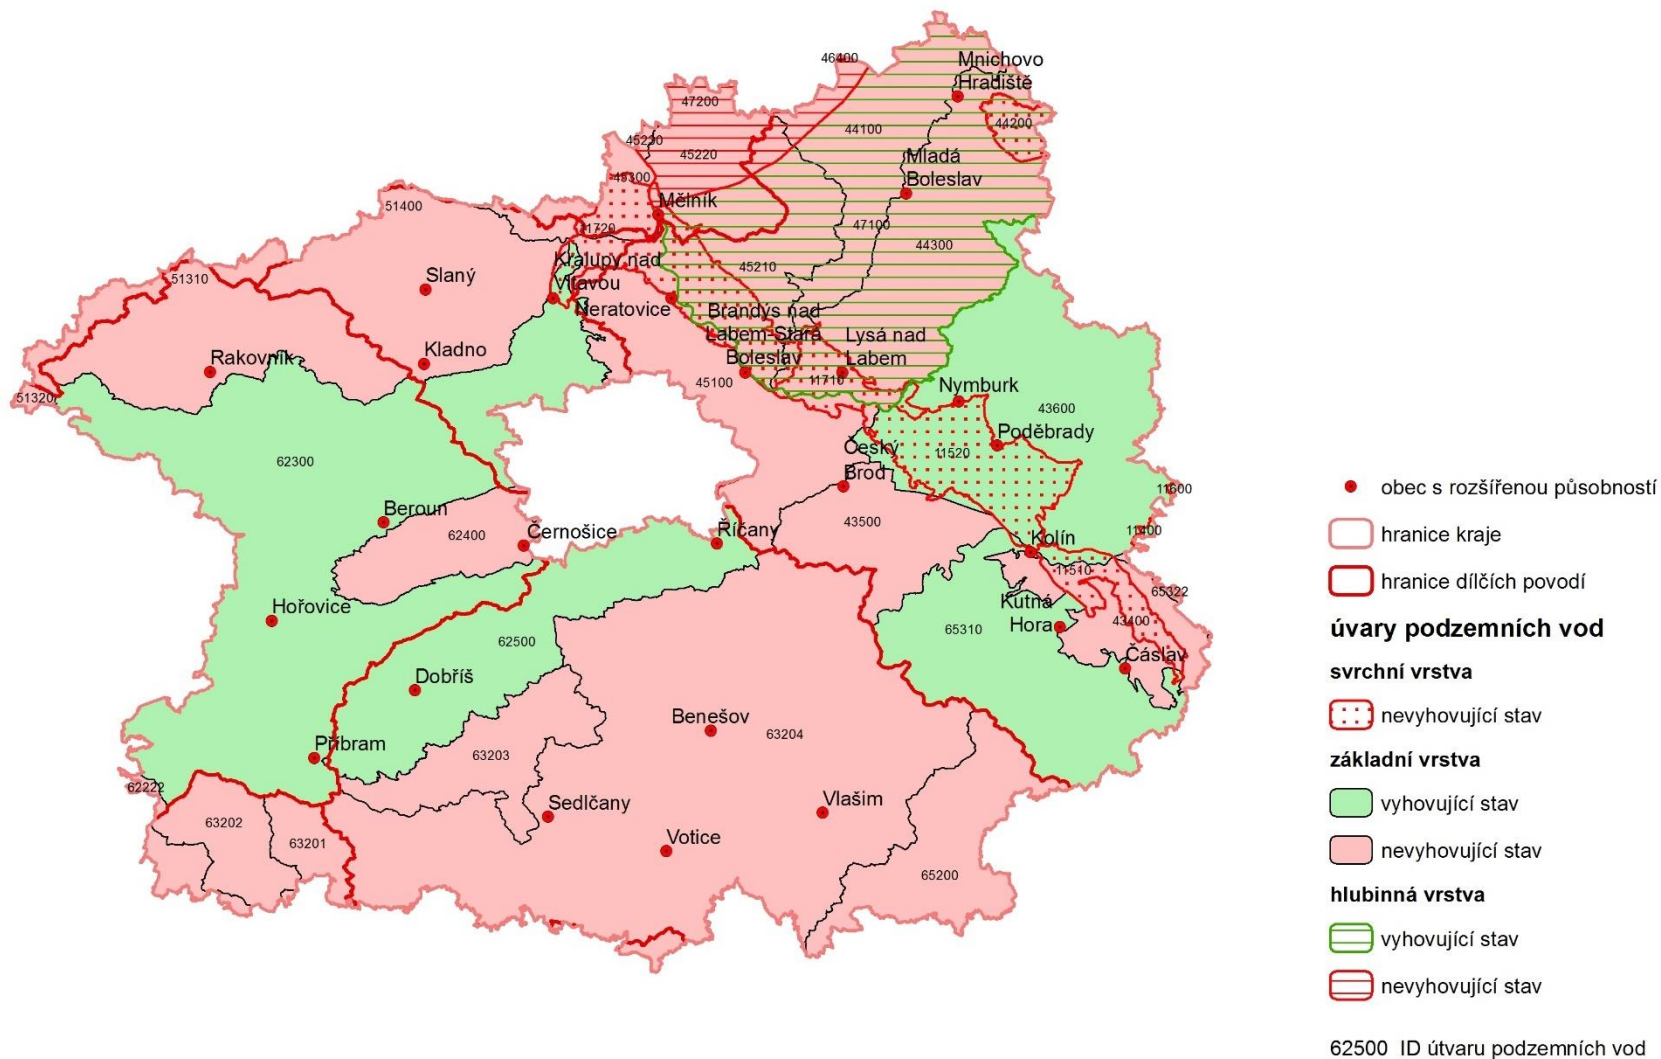 46400
Mnichovo
Hradiště
47200
44200
44100
45220
Mladá
Boleslav
Mělník
51400
47100
44300
45210
Kralupy nad
Vltavou
Neratovice
51310
Slaný
Brandýs nad
Labem-Stará
Boleslav
Lysá nad
Labem
Rakovník
Kladno
11710
45100
51320
Nymburk
43600
Poděbrady
Český
Brod
11520
62300
11600
Beroun
43500
11400
62400
Černošice
Říčany
Kolín
11510
65322
Hořovice
Kutná
Hora
43400
65310
62500
Čáslav
Dobříš
Benešov
63204
Příbram
63203
62222
Sedlčany
Vlašim
63202
63201
Votice
65200
obec s rozšířenou působností
hranice kraje
hranice dílčích povodí
úvary podzemních vod
svrchní vrstva
nevyhovující stav
základní vrstva
vyhovující stav
nevyhovující stav
hlubinná vrstva
vyhovující stav
nevyhovující stav
62500 ID útvaru podzemních vod